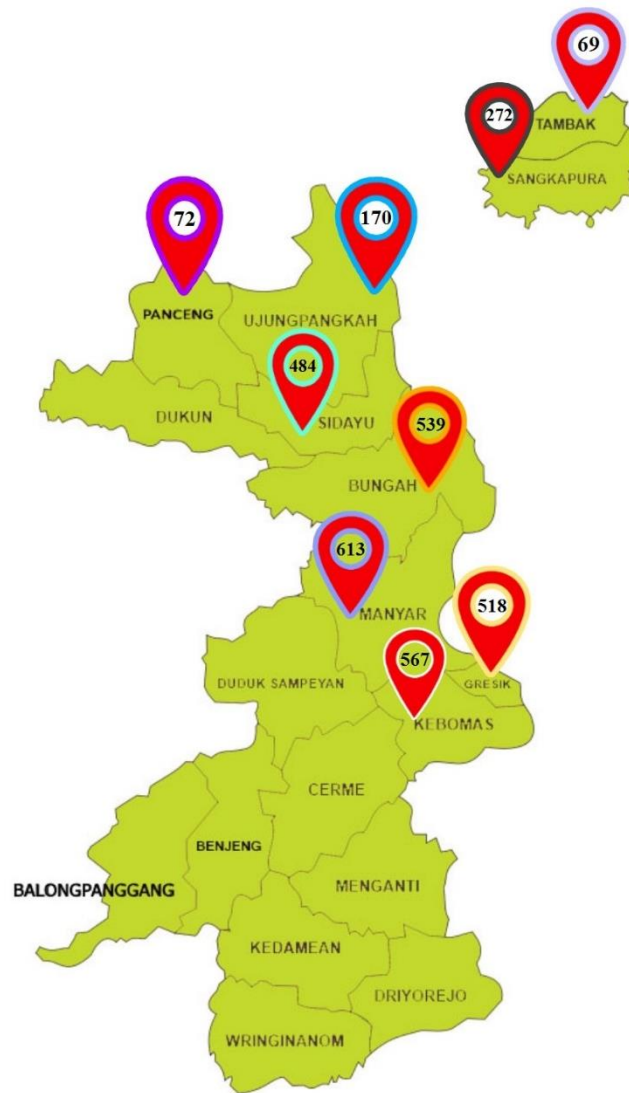 69
272
TAMBAK
SANGKAPURA
72
170
PANCENG
UJUNGPANGKAH
484
DUKUN
SIDAYU
539
BUNGAH
613
MANYAR
518
567
DUDUK SAMPEYAN
GRESIK
KEBOMAS
CERME
BENJENG
BALONGPANGGANG
MENGANTI
KEDAMEAN
DRIYOREJO
WRINGINANOM